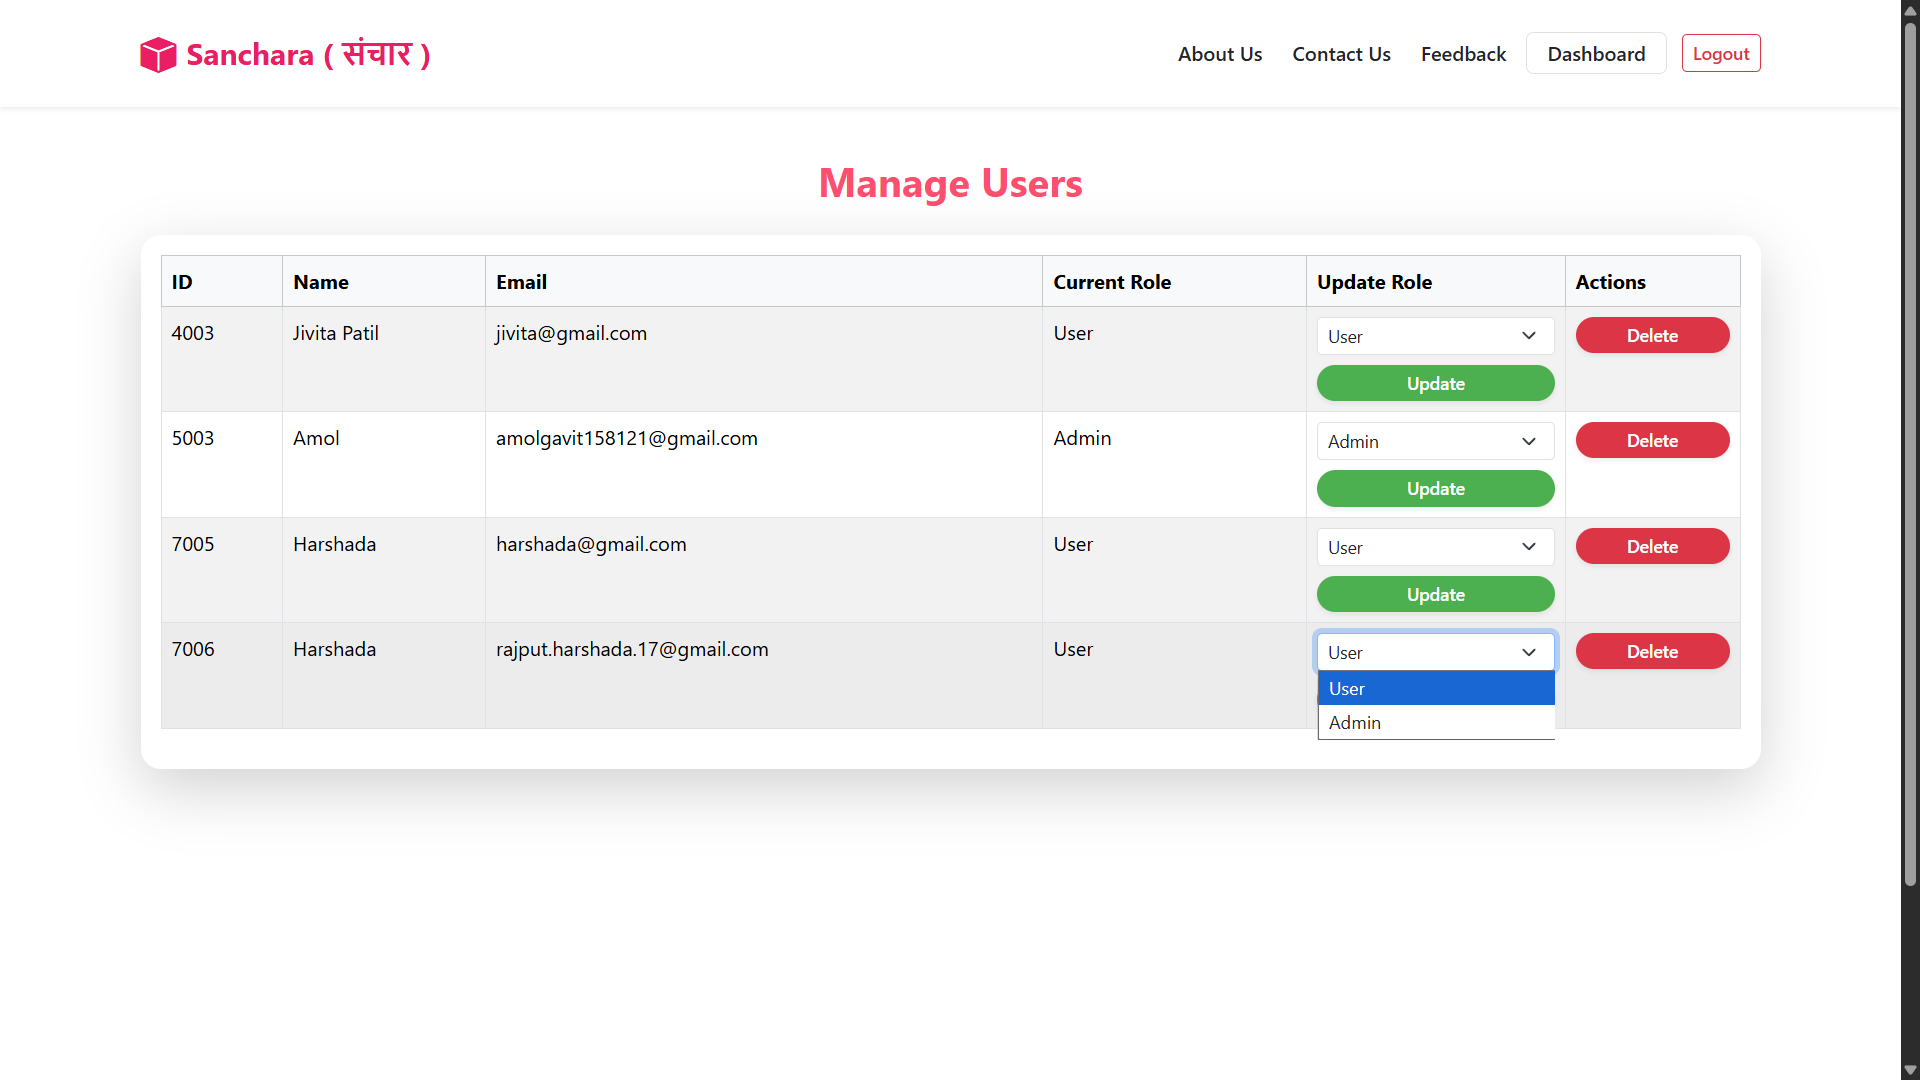 Sanchara ( संचार )
About Us Contact Us Feedback Dashboard Logout
Manage Users
ID Name Email Current Role Update Role Actions
4003 Jivita Patil jivita@gmail.com User User Delete
Update
5003 Amol amolgavit158121@gmail.com Admin Admin Delete
Update
7005 Harshada harshada@gmail.com User User Delete
Update
7006 Harshada rajput.harshada.17@gmail.com User User Delete
User
Admin